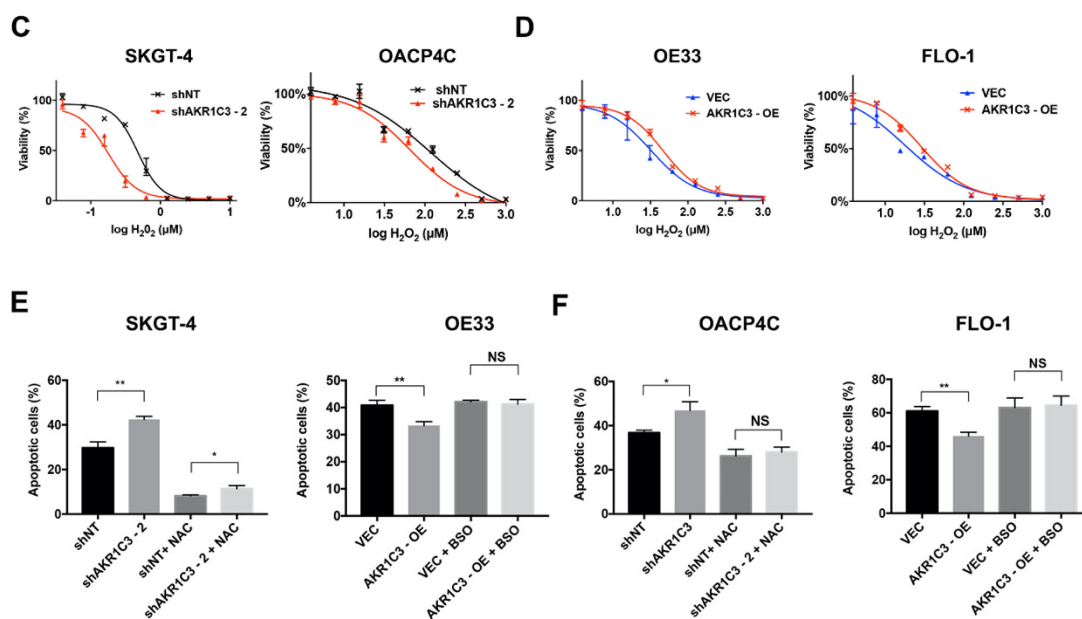 C
D
SKGT-4
OACP4C
OE33
FLO-1
shNT
shAKR1C3 - 2
shNT
shAKR1C3 - 2
VEC
AKR1C3 - OE
VEC
AKR1C3 - OE
Viability (%)
100
50
0
-1
0
1
log H₂0₂ (μM)
Viability (%)
100%
50%
0%
1.0
1.5
2.0
2.5
3.0
log H₂O₂ (μM)
Viability (%)
100
50
0
1.0
1.5
2.0
2.5
3.0
log H₂O₂ (μM)
Viability (%)
100%
50%
0%
1.0
1.5
2.0
2.5
3.0
log H₂O₂ (μM)
E
F
SKGT-4
OE33
OACP4C
FLO-1
Apoptotic cells (%)
60
40
20
0
**
*
shNT
shAKR1C3 - 2
shNT+ NAC
shAKR1C3 - 2 + NAC
Apoptotic cells (%)
50
40
30
20
10
0
**
NS
VEC
AKR1C3 - OE
VEC + BSO
AKR1C3 - OE + BSO
Apoptotic cells (%)
60
40
20
0
*
NS
shNT
shAKR1C3
shNT+ NAC
shAKR1C3 - 2 + NAC
Apoptotic cells (%)
80
60
40
20
0
**
NS
VEC
AKR1C3 - OE
VEC + BSO
AKR1C3 - OE + BSO